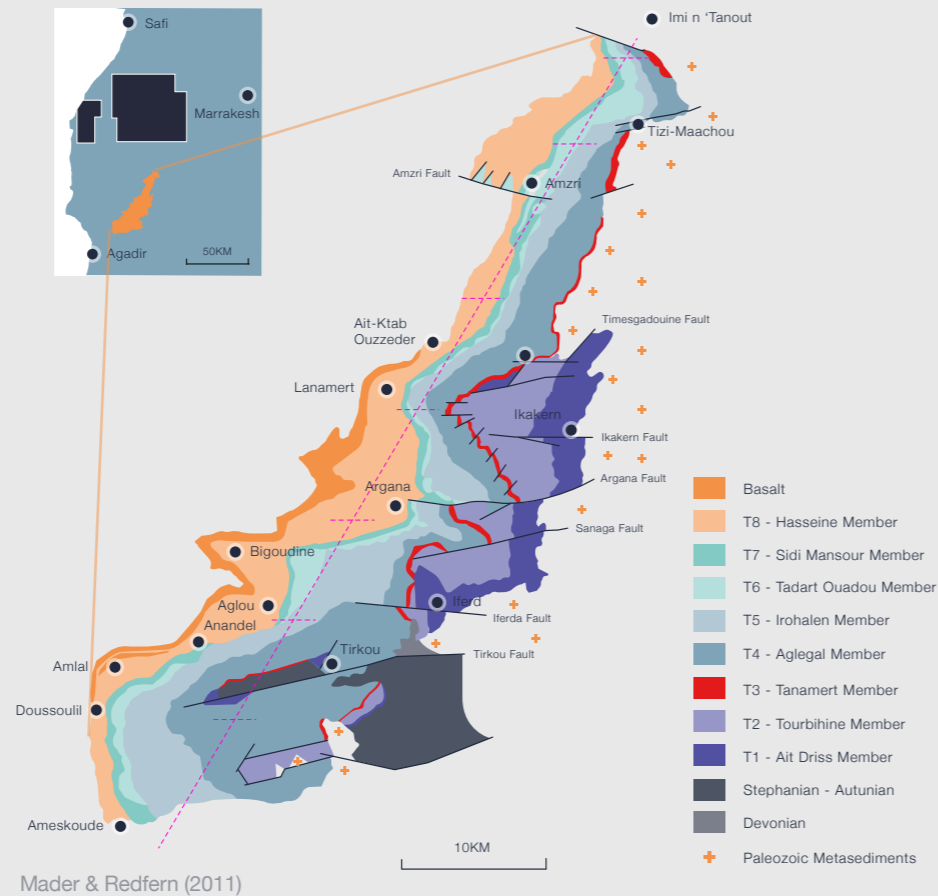 Safi
Marrakesh
Agadir
50KM
Imi n ‘Tanout
Tizi-Maachou
Amzri Fault
Amzri
Ait-Ktab
Ouzzeder
Timesgadouine Fault
Lanamert
Ikakern
Ikakern Fault
Argana Fault
Argana
Sanaga Fault
Bigoudine
Aglou
Iferd
Iferda Fault
Anandel
Tirkou
Tirkou Fault
Amlal
Doussoulil
Ameskoude
10KM
Basalt
T8 - Hasseine Member
T7 - Sidi Mansour Member
T6 - Tadart Ouadou Member
T5 - Irohalen Member
T4 - Aglegal Member
T3 - Tanamert Member
T2 - Tourbihine Member
T1 - Ait Driss Member
Stephanian - Autunian
Devonian
Paleozoic Metasediments
Mader & Redfern (2011)